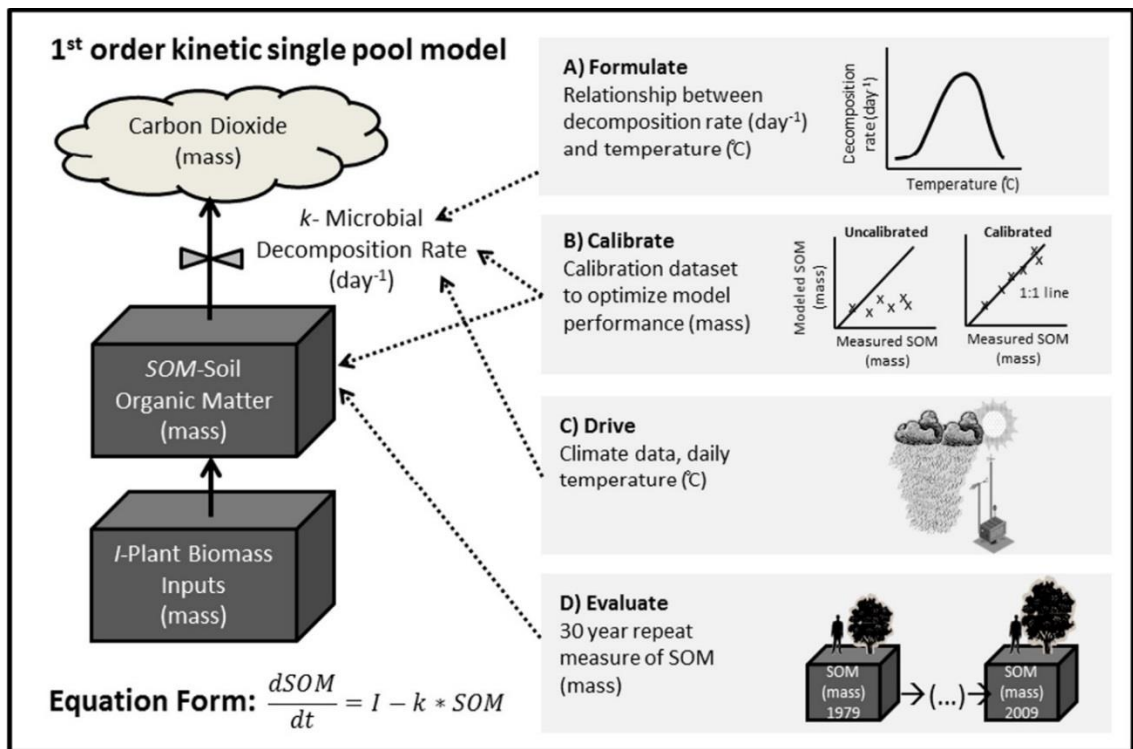 1st order kinetic single pool model
Carbon Dioxide
(mass)
k- Microbial
Decomposition Rate
(day-1)
SOM-Soil
Organic Matter
(mass)
I-Plant Biomass
Inputs
(mass)
Equation Form: dSOM/dt = I − k * SOM
A) Formulate
Relationship between
decomposition rate (day-1)
and temperature (°C)
Decomposition
rate (day-1)
Temperature (°C)
B) Calibrate
Calibration dataset
to optimize model
performance (mass)
Uncalibrated
Modeled SOM
(mass)
Measured SOM
(mass)
Calibrated
1:1 line
Measured SOM
(mass)
C) Drive
Climate data, daily
temperature (°C)
D) Evaluate
30 year repeat
measure of SOM
(mass)
SOM
(mass)
1979
(...)
SOM
(mass)
2009